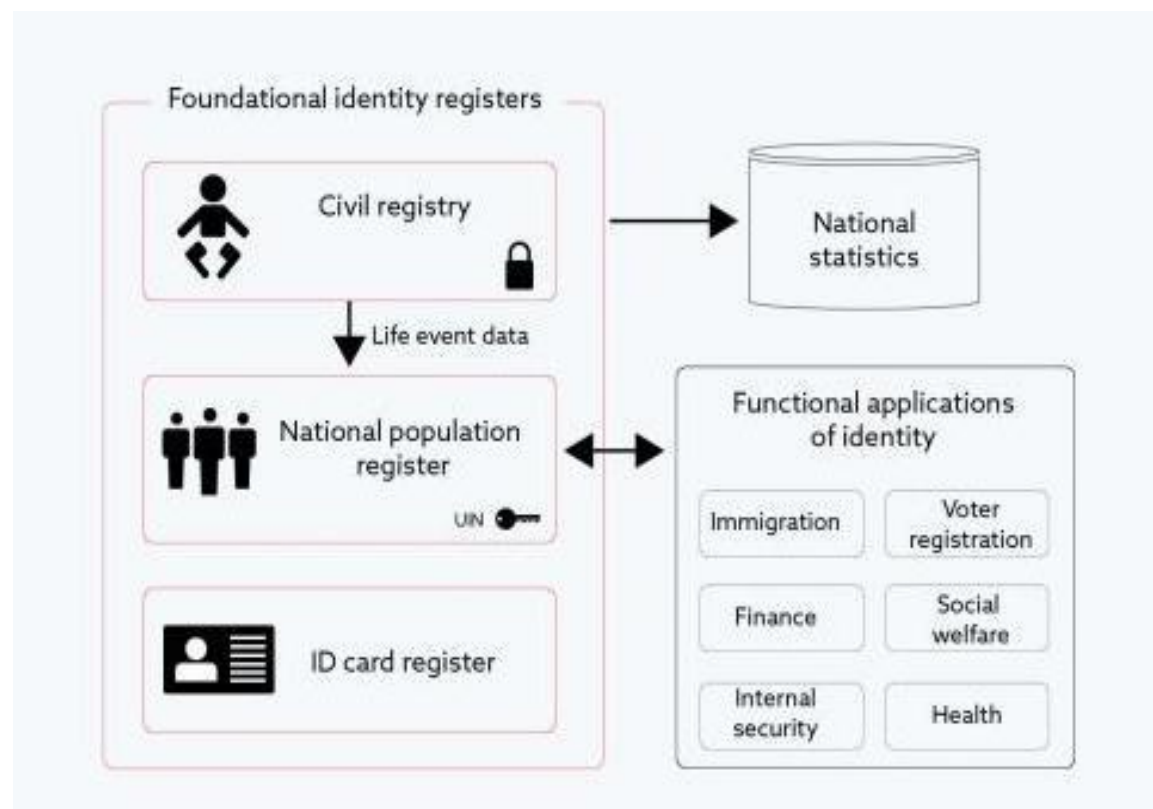 Foundational identity registers
Civil registry
Life event data
National population
register
UIN
ID card register
National
statistics
Functional applications
of identity
Immigration
Voter
registration
Finance
Social
welfare
Internal
security
Health